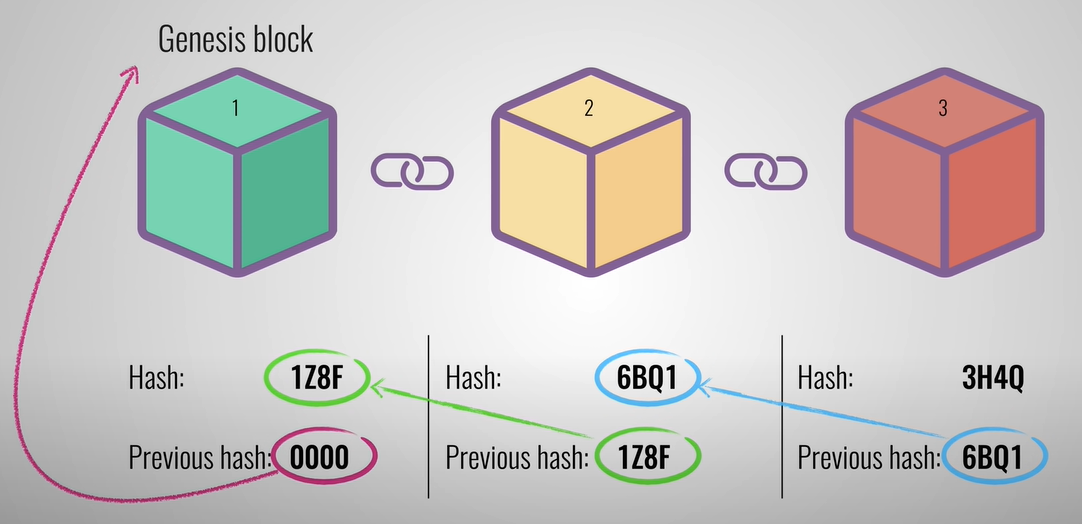 Genesis block
1
2
3
Hash: 1Z8F
Previous hash: 0000
Hash: 6BQ1
Previous hash: 1Z8F
Hash: 3H4Q
Previous hash: 6BQ1